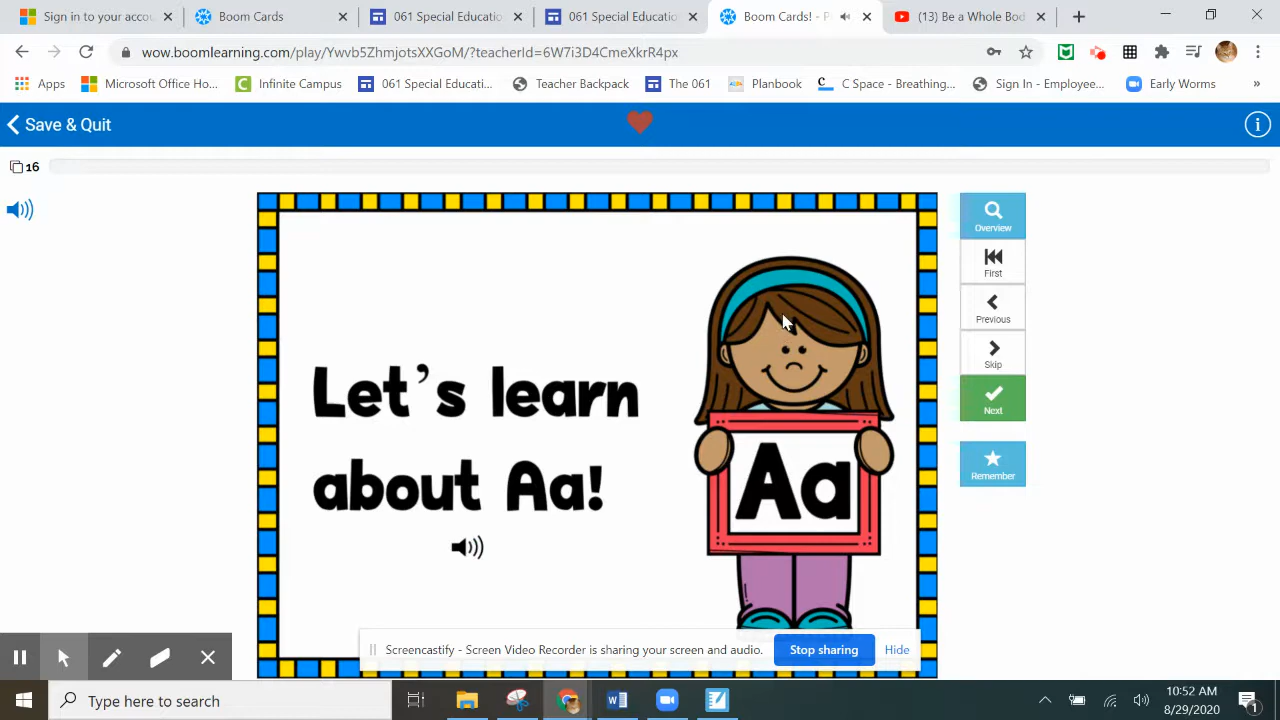 Sign in to your accou
Boom Cards
061 Special Educatio
061 Special Educatio
Boom Cards! - P
(13) Be a Whole Bod
wow.boomlearning.com/play/Ywvb5ZhmjotsXXGoM/?teacherId=6W7i3D4CmeXkrR4px
Apps
Microsoft Office Ho...
Infinite Campus
061 Special Educati...
Teacher Backpack
The 061
Planbook
C Space - Breathing...
Sign In - Employee...
Early Worms
»
Save & Quit
16
Overview
First
Previous
Skip
Next
Remember
Let's learn
about Aa!
Aa
Screencastify - Screen Video Recorder is sharing your screen and audio.
Stop sharing
Hide
Type here to search
10:52 AM
8/29/2020
1